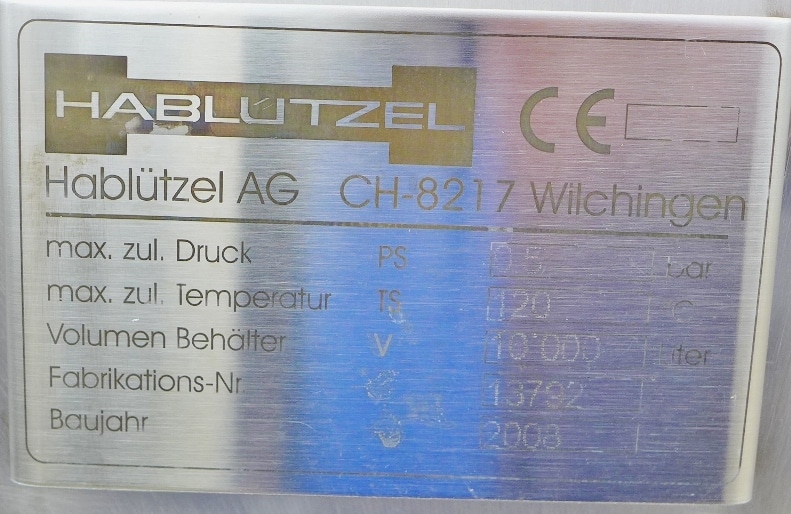 HABLÜTZEL CE
Hablützel AG CH-8217 Wilchingen
max. zul. Druck PS 0.5 bar
max. zul. Temperatur TS 120 °C
Volumen Behälter V 10'000 Liter
Fabrikations-Nr 13792
Baujahr 2008